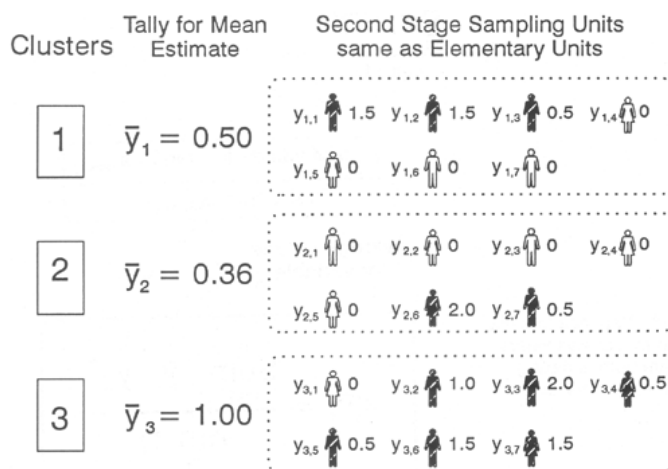 Clusters
Tally for Mean
Estimate
Second Stage Sampling Units
same as Elementary Units
1
ȳ₁ = 0.50
y₁,₁ 1.5 y₁,₂ 1.5 y₁,₃ 0.5 y₁,₄ 0
y₁,₅ 0 y₁,₆ 0 y₁,₇ 0
2
ȳ₂ = 0.36
y₂,₁ 0 y₂,₂ 0 y₂,₃ 0 y₂,₄ 0
y₂,₅ 0 y₂,₆ 2.0 y₂,₇ 0.5
3
ȳ₃ = 1.00
y₃,₁ 0 y₃,₂ 1.0 y₃,₃ 2.0 y₃,₄ 0.5
y₃,₅ 0.5 y₃,₆ 1.5 y₃,₇ 1.5